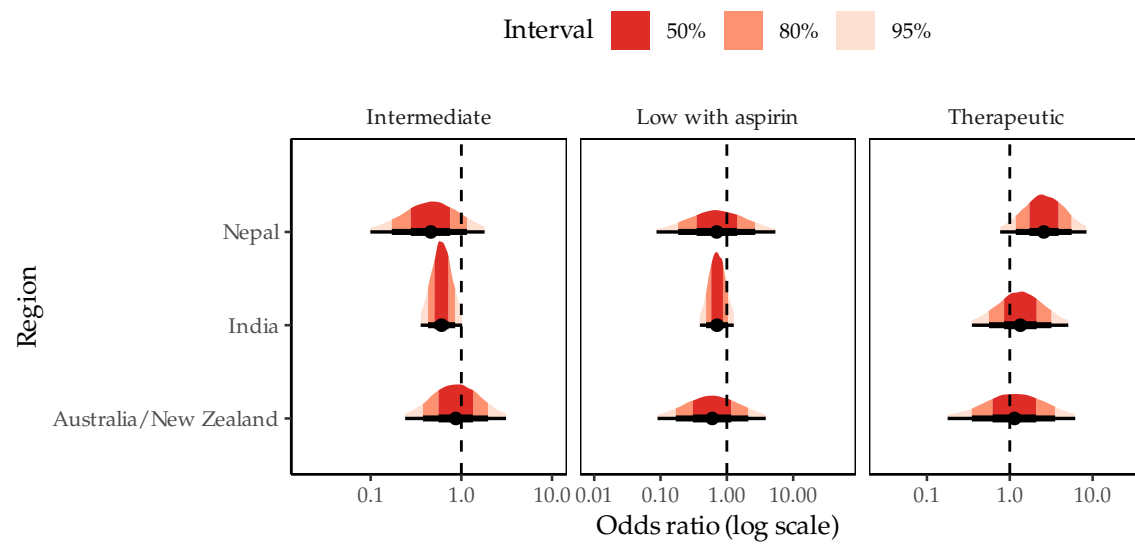 Interval 50% 80% 95%
Intermediate Low with aspirin Therapeutic
Region
Nepal
India
Australia/New Zealand
0.1 1.0 10.0 0.01 0.10 1.00 10.00 0.1 1.0 10.0
Odds ratio (log scale)